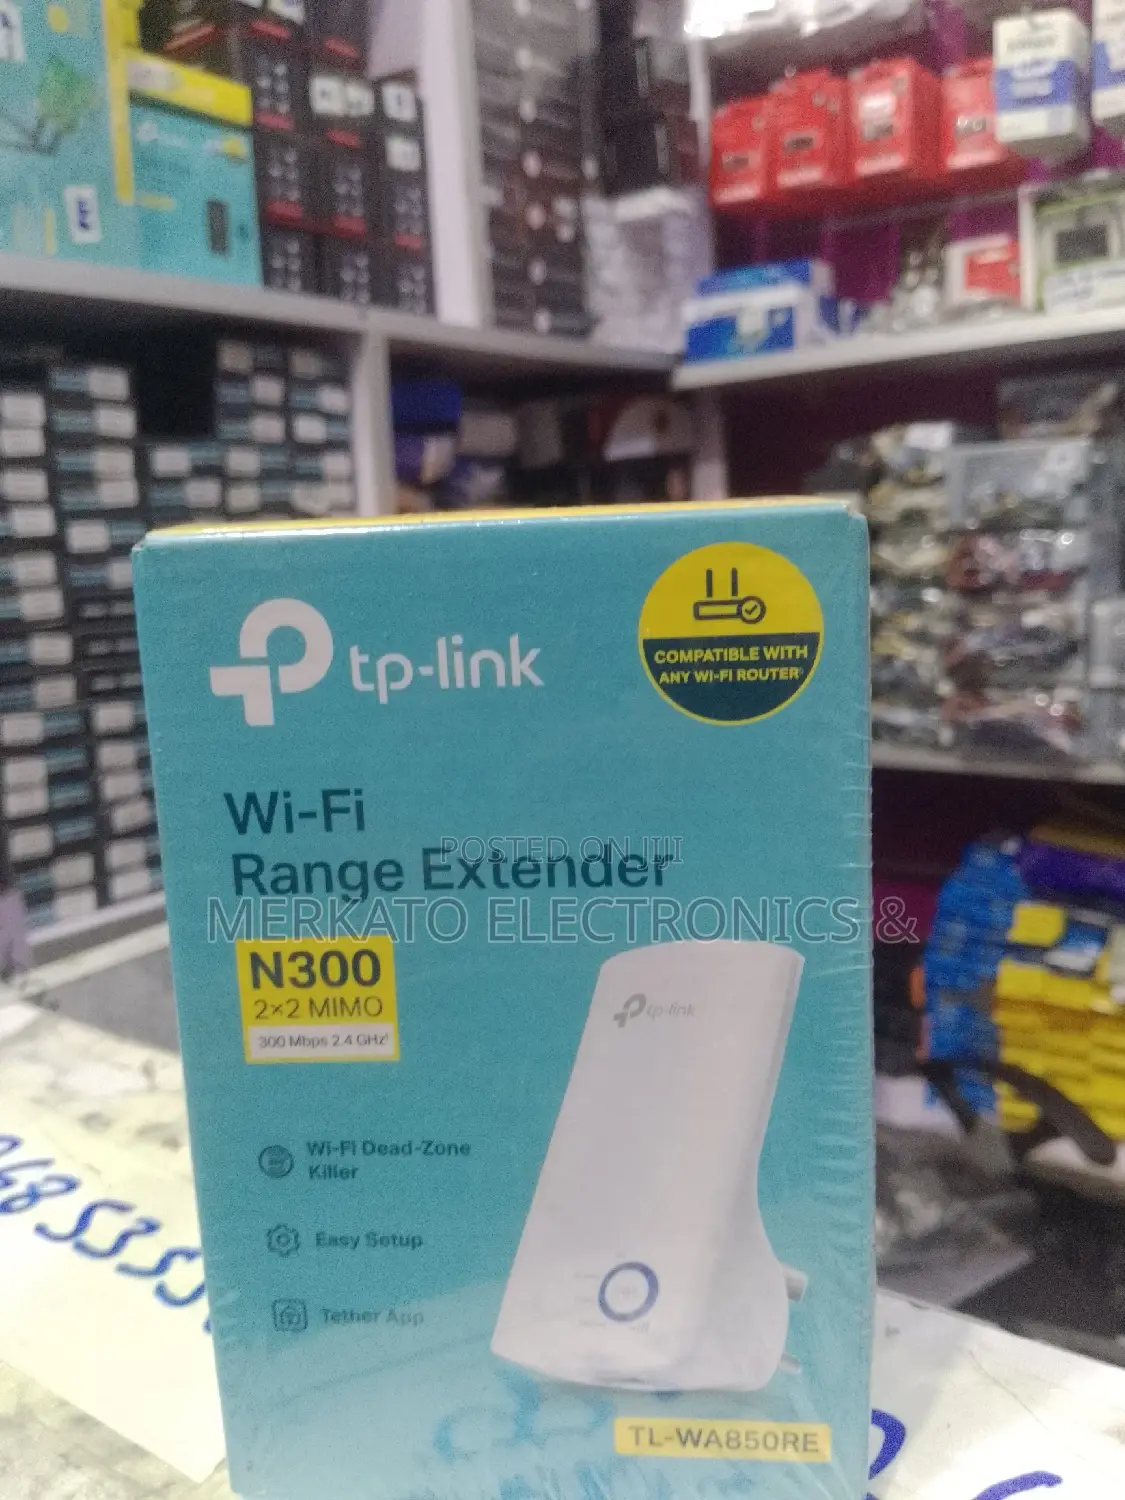 tp-link
COMPATIBLE WITH
ANY WI-FI ROUTER
Wi-Fi
Range Extender
POSTED ON JIJI
MERKATO ELECTRONICS &
N300
2×2 MIMO
300 Mbps 2.4 GHz
tp-link
Wi-Fi Dead-Zone
Killer
Easy Setup
Tether App
TL-WA850RE